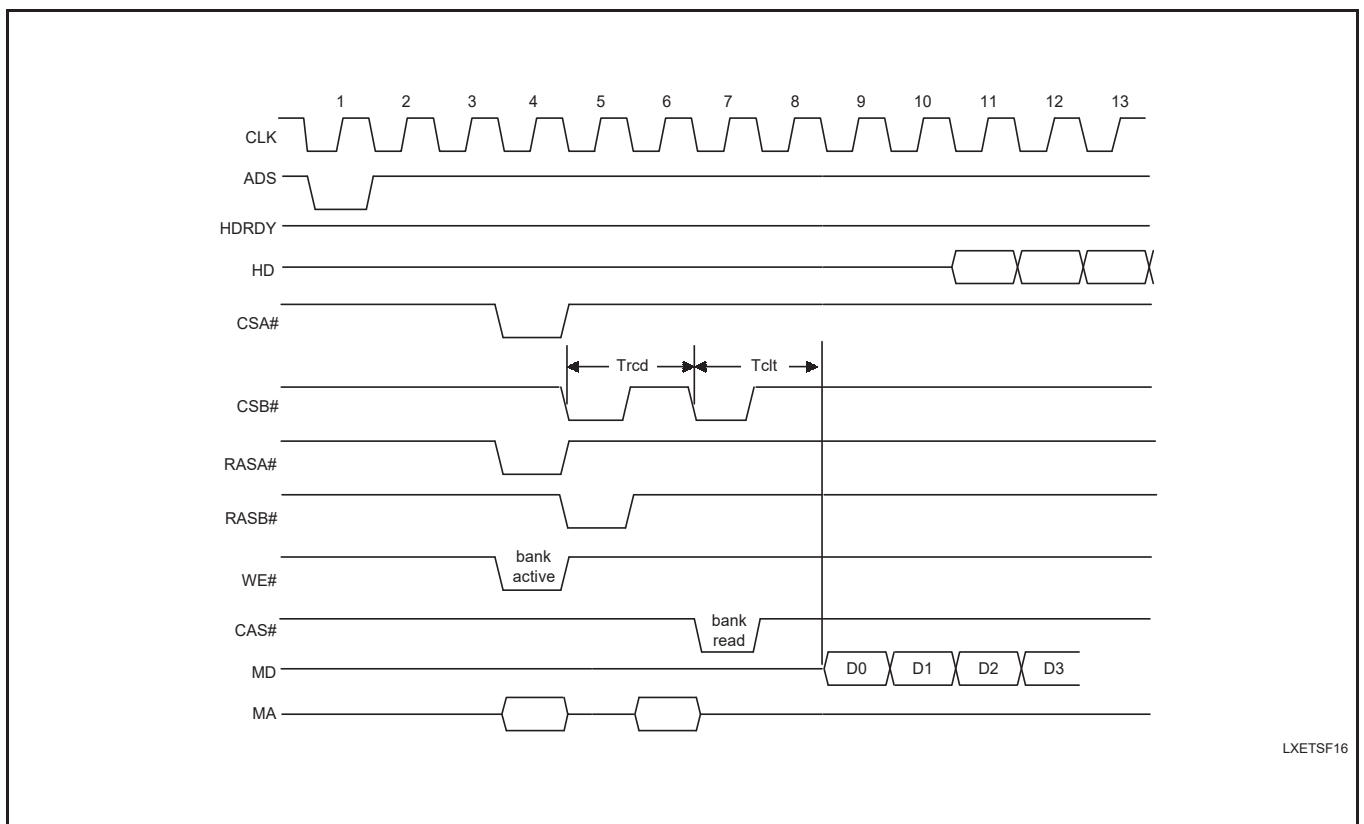 1 2 3 4 5 6 7 8 9 10 11 12 13
CLK
ADS
HDRDY
HD
CSA#
Trcd Tclt
CSB#
RASA#
RASB#
bank
active
WE#
bank
read
CAS#
MD D0 D1 D2 D3
MA
LXETSF16